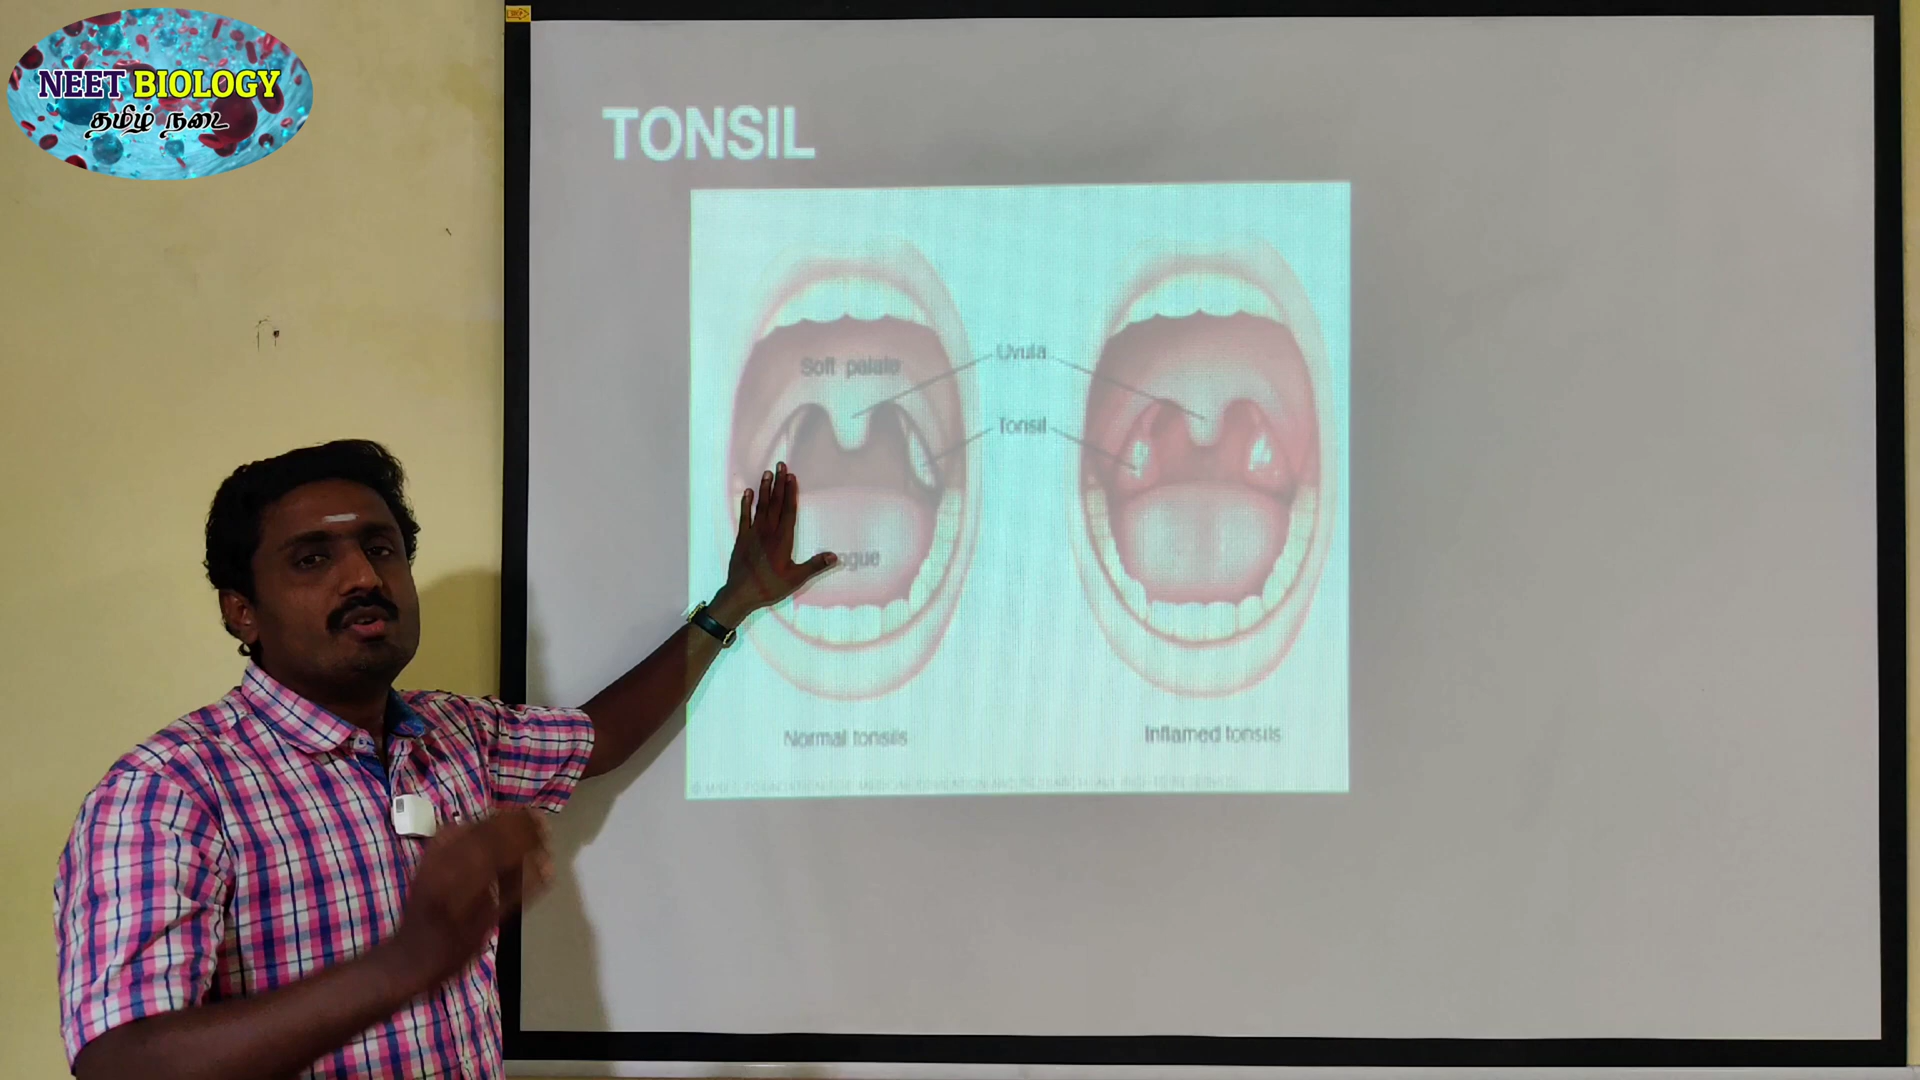 NEET BIOLOGY
தமிழ் நடை
TONSIL
Soft palate
Uvula
Tonsil
Normal tonsils
Inflamed tonsils